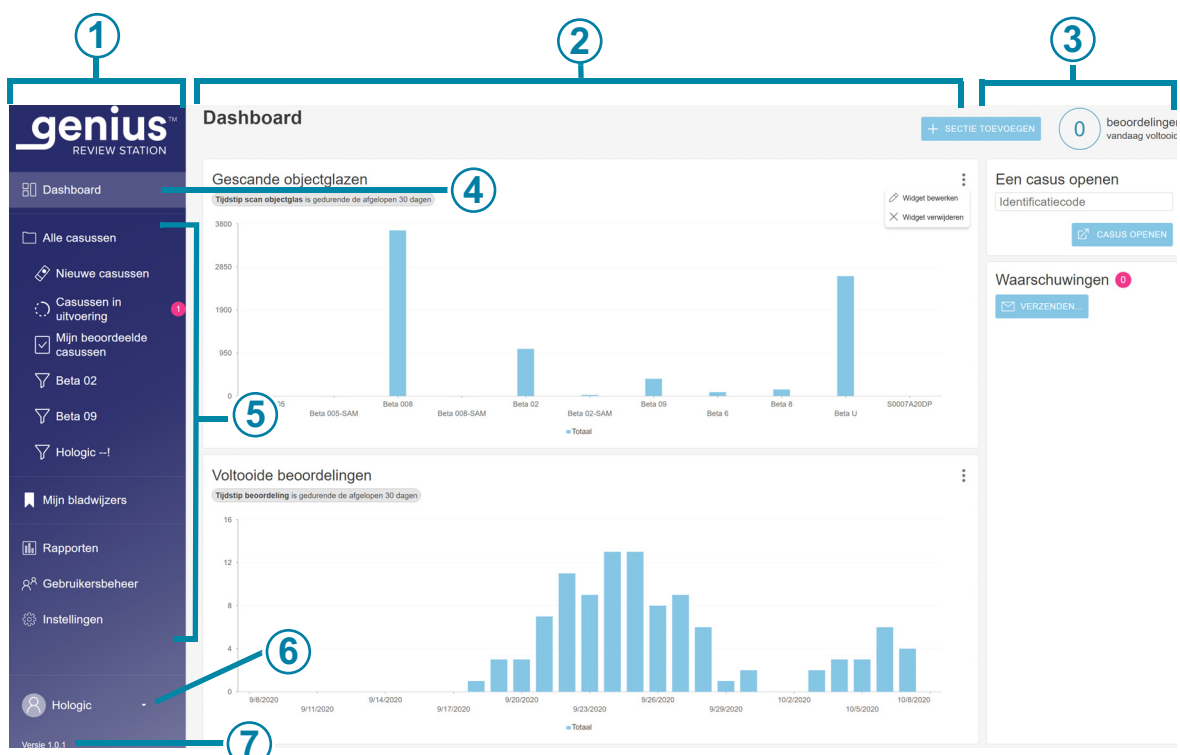 1
2
3
genius™
REVIEW STATION
Dashboard
Alle casussen
Nieuwe casussen
Casussen in
uitvoering
1
Mijn beoordeelde
casussen
Beta 02
Beta 09
Hologic --!
Mijn bladwijzers
Rapporten
Gebruikersbeheer
Instellingen
Hologic
Versie 1.0.1
4
5
6
7
Dashboard
+ SECTIE TOEVOEGEN
0
beoordelingen
vandaag voltooid
Gescande objectglazen
Tijdstip scan objectglas is gedurende de afgelopen 30 dagen
Widget bewerken
Widget verwijderen
3800
2850
1900
950
0
05
Beta 005-SAM
Beta 008
Beta 008-SAM
Beta 02
Beta 02-SAM
Beta 09
Beta 6
Beta 8
Beta U
S0007A20DP
Totaal
Voltooide beoordelingen
Tijdstip beoordeling is gedurende de afgelopen 30 dagen
16
12
8
4
0
9/8/2020
9/11/2020
9/14/2020
9/17/2020
9/20/2020
9/23/2020
9/26/2020
9/29/2020
10/2/2020
10/5/2020
10/8/2020
Totaal
Een casus openen
Identificatiecode
CASUS OPENEN
Waarschuwingen 0
VERZENDEN...